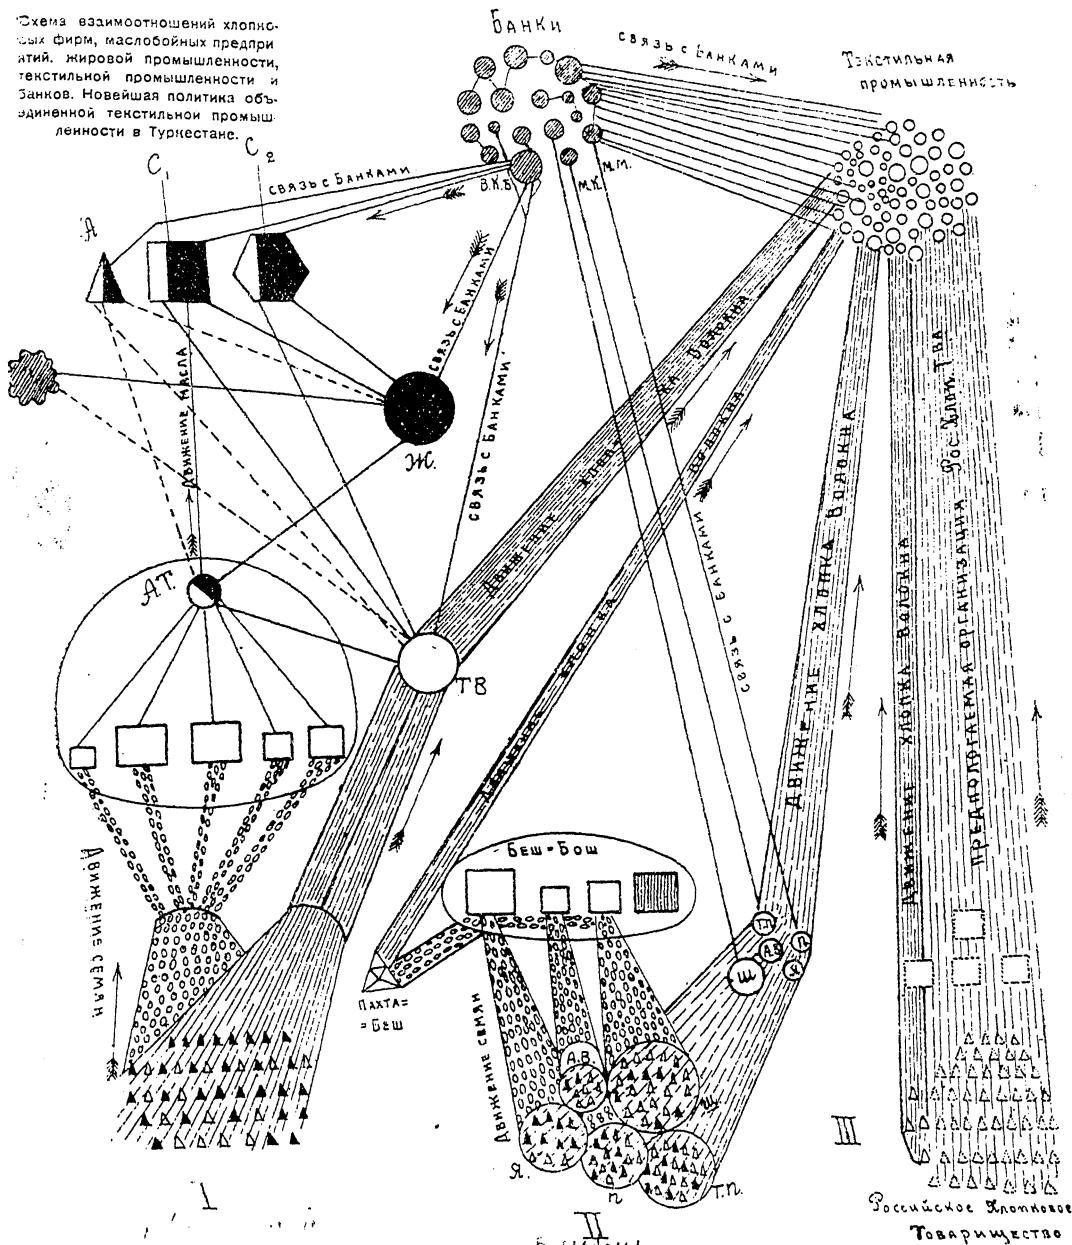 Схема взаимоотношений хлопко-
вых фирм, маслобойных предпри
ятий, жировой промышленности,
текстильной промышленности и
банков. Новейшая политика объ-
единенной текстильной промыш
ленности в Туркестане.
Банки
связь с банками
Текстильная
промышленность
C1
C2
А
связь с банками
В.К.Б.
М.К.
М.М.
связь с банками
связь с банками
Движение масла
Ж.
Движение хлопка волокна
Движение хлопка волокна
связь с банками
Движение хлопка волокна
Движение хлопка волокна
предпологаемая организация Рос. Хлоп. Т-ва
АТ.
ТВ
Беш=Бош
Движение семян
Пахта=
=Беш
Ш
А.В
П
Я
Движение семян
А.В.
Щ.
Я.
П
Т.П.
I
II
III
Российское Хлопковое
Товарищество